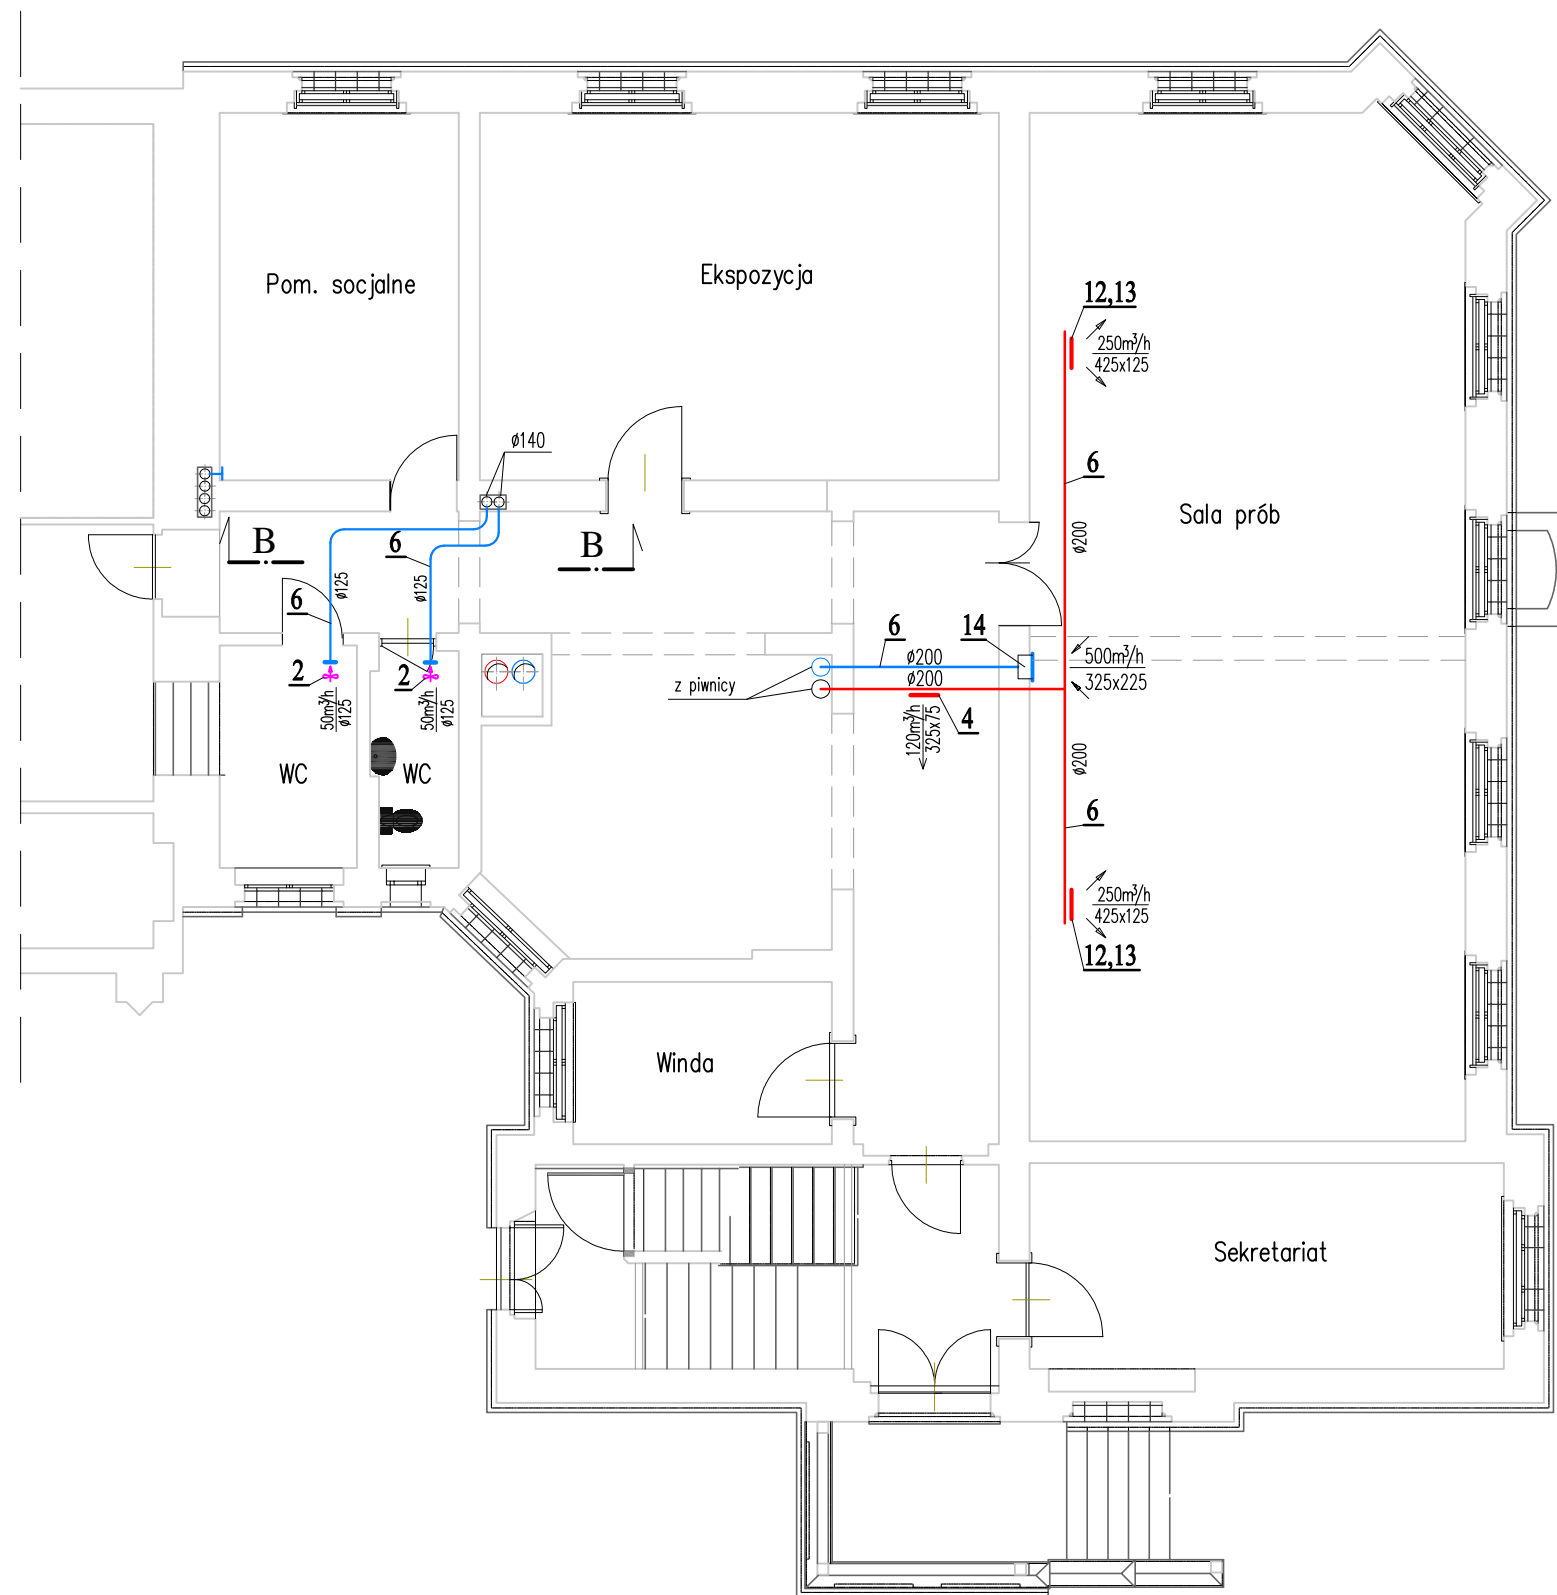 Pom. socjalne
Ekspozycja
12,13
250m³/h
425x125
ø140
6
Sala prób
ø200
B
6
B
ø125
ø125
6
6
14
ø200
500m³/h
2
2
z piwnicy
ø200
325x225
50m³/h
ø125
50m³/h
ø125
4
120m³/h
325x75
ø200
WC
WC
6
250m³/h
425x125
12,13
Winda
Sekretariat